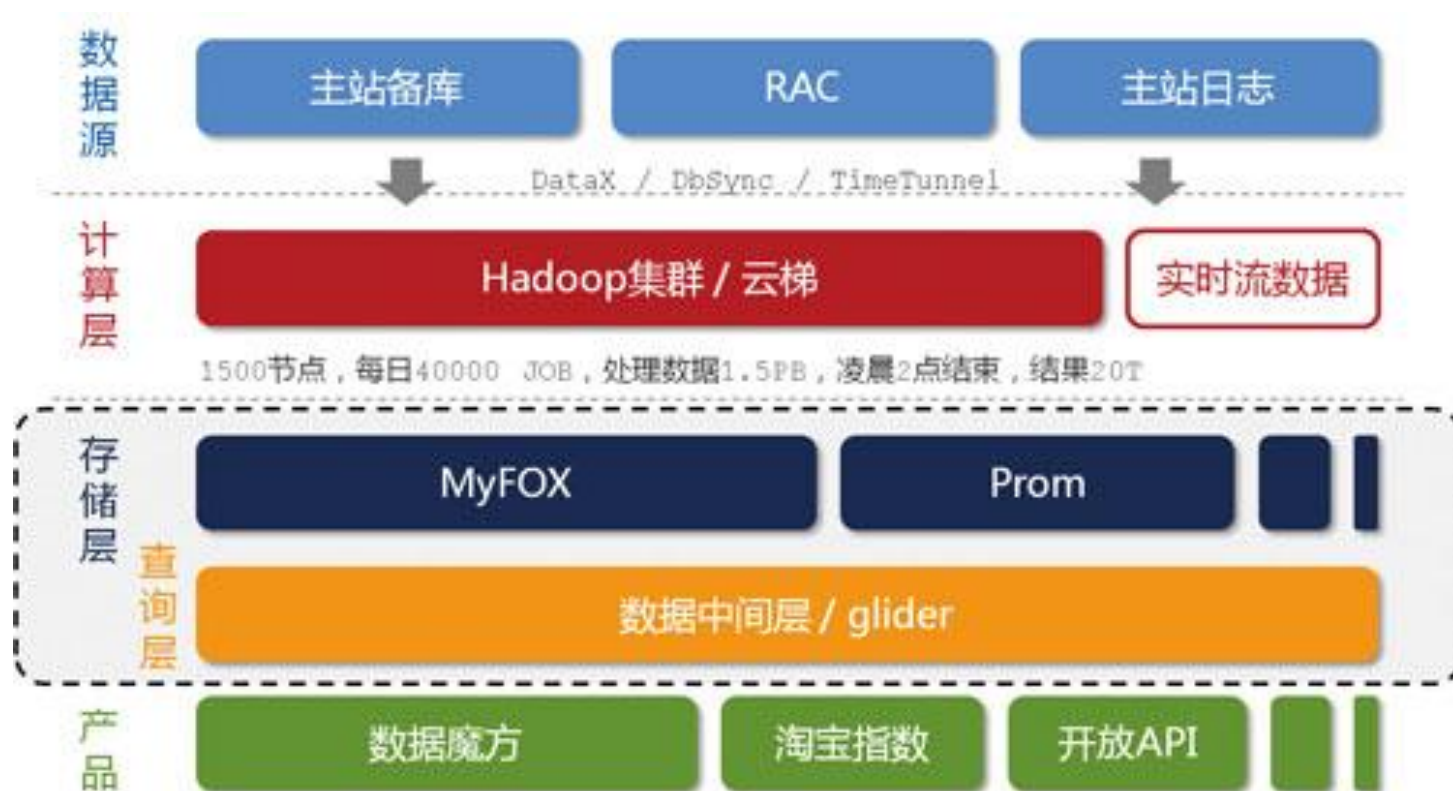 数据源
主站备库
RAC
主站日志
DataX / DbSync / TimeTunnel
计算层
Hadoop集群 / 云梯
实时流数据
1500节点，每日40000 JOB，处理数据1.5PB，凌晨2点结束，结果20T
存储层
MyFOX
Prom
查询层
数据中间层 / glider
产品
数据魔方
淘宝指数
开放API